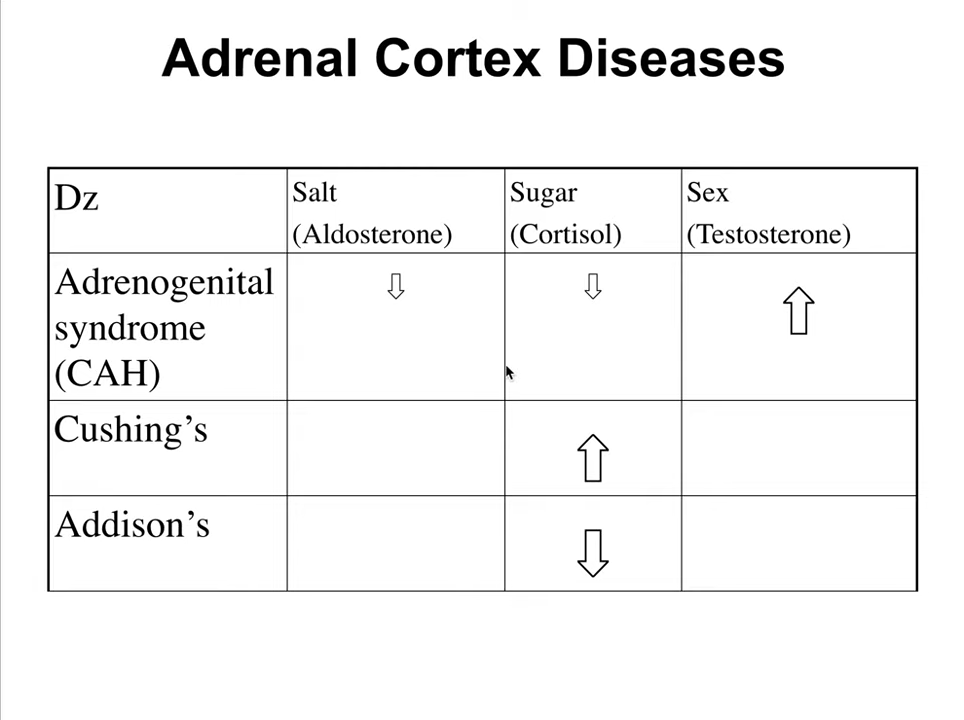 Adrenal Cortex Diseases
Dz
Salt
(Aldosterone)
Sugar
(Cortisol)
Sex
(Testosterone)
Adrenogenital
syndrome
(CAH)
Cushing’s
Addison’s